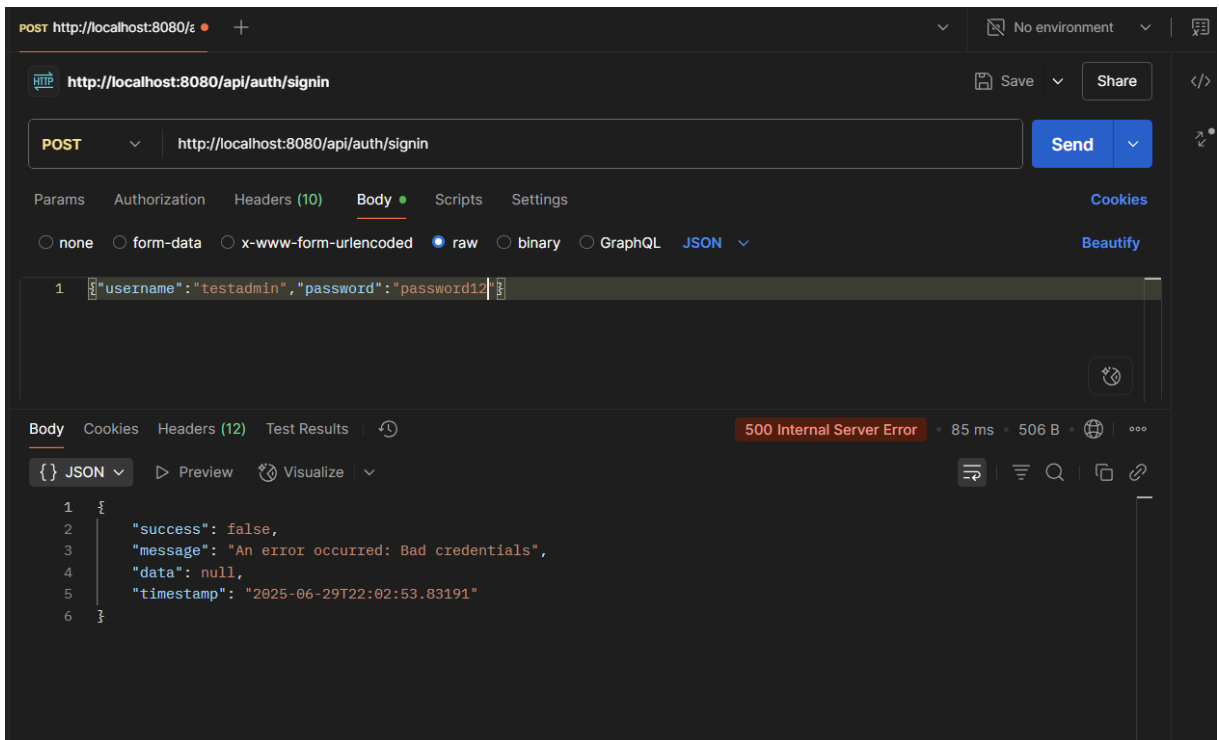 POST http://localhost:8080/a
No environment
HTTP http://localhost:8080/api/auth/signin
Save
Share
POST
http://localhost:8080/api/auth/signin
Send
Params Authorization Headers (10) Body Scripts Settings Cookies
none form-data x-www-form-urlencoded raw binary GraphQL JSON Beautify
1 {"username":"testadmin","password":"password12"}
Body Cookies Headers (12) Test Results 500 Internal Server Error 85 ms 506 B
{} JSON Preview Visualize
1 {
2 "success": false,
3 "message": "An error occurred: Bad credentials",
4 "data": null,
5 "timestamp": "2025-06-29T22:02:53.83191"
6 }